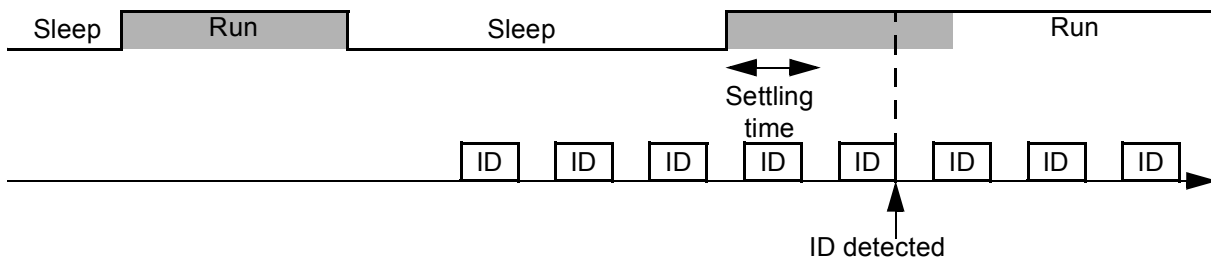 Sleep Run Sleep Run
Settling
time
ID ID ID ID ID ID ID ID
ID detected